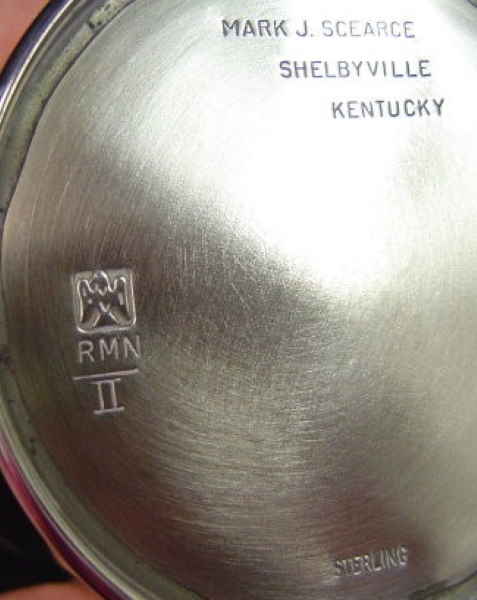 MARK J. SCEARCE
SHELBYVILLE
KENTUCKY
RMN
II
STERLING